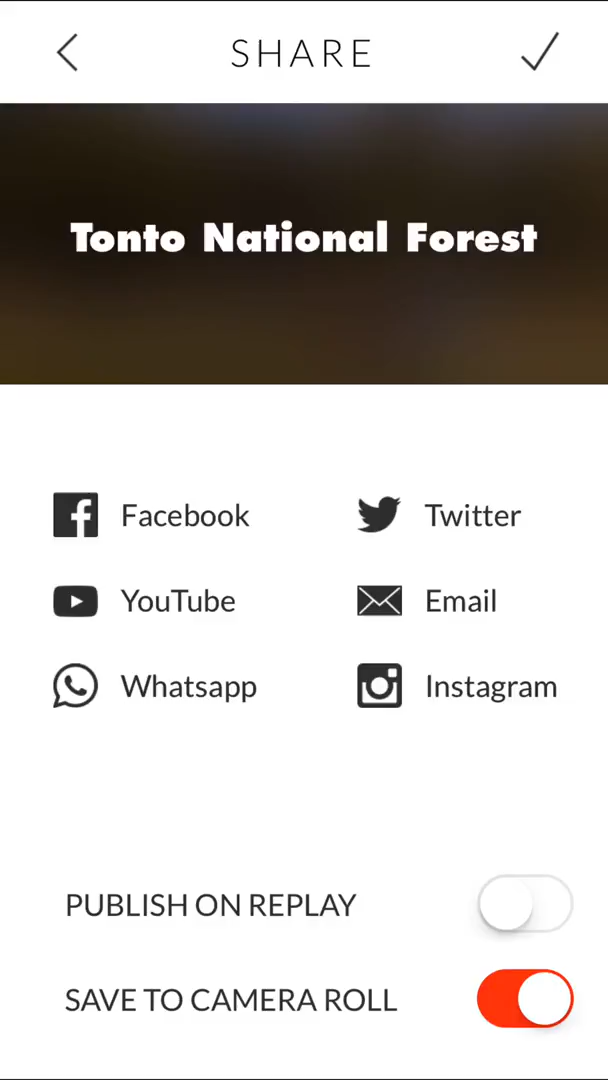 SHARE
Tonto National Forest
Facebook
Twitter
YouTube
Email
Whatsapp
Instagram
PUBLISH ON REPLAY
SAVE TO CAMERA ROLL